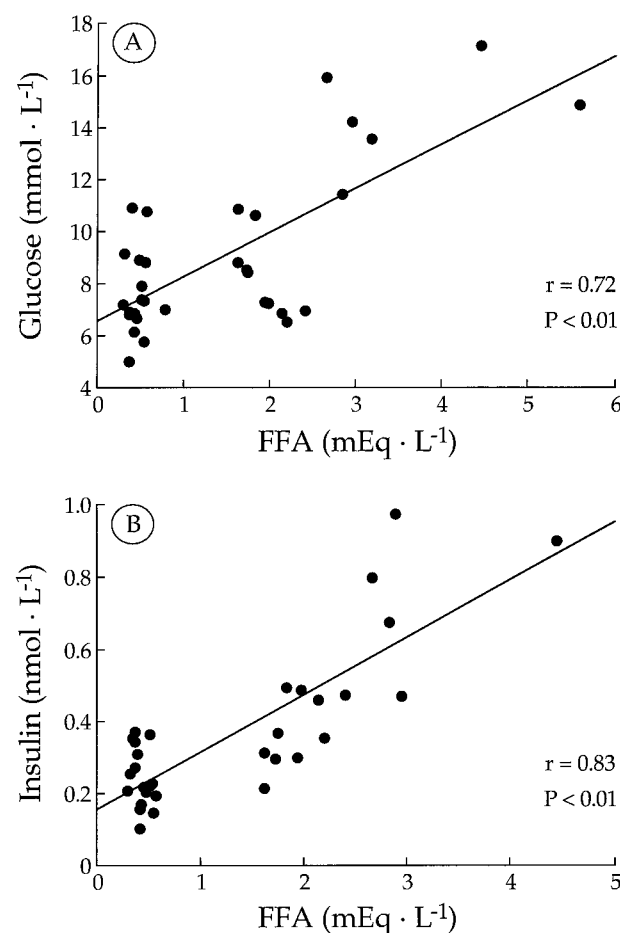 A
18
16
14
12
10
8
6
4
Glucose (mmol · L⁻¹)
r = 0.72
P < 0.01
0 1 2 3 4 5 6
FFA (mEq · L⁻¹)
B
1.0
0.8
0.6
0.4
0.2
0
Insulin (nmol · L⁻¹)
r = 0.83
P < 0.01
0 1 2 3 4 5
FFA (mEq · L⁻¹)